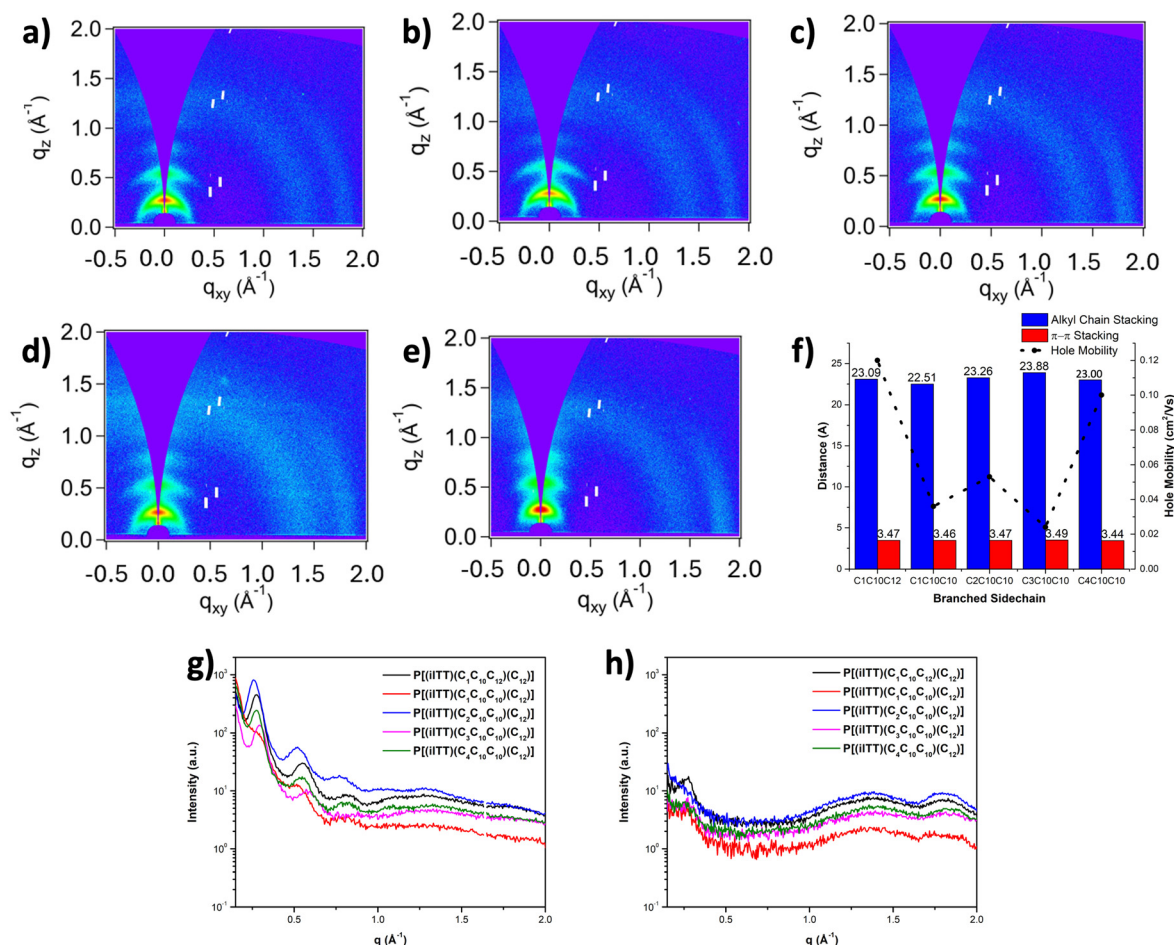 a)
2.0
1.5
1.0
0.5
0.0
q_z (Å^-1)
-0.5 0.0 0.5 1.0 1.5 2.0
q_xy (Å^-1)
b)
2.0
1.5
1.0
0.5
0.0
q_z (Å^-1)
-0.5 0.0 0.5 1.0 1.5 2.0
q_xy (Å^-1)
c)
2.0
1.5
1.0
0.5
0.0
q_z (Å^-1)
-0.5 0.0 0.5 1.0 1.5 2.0
q_xy (Å^-1)
d)
2.0
1.5
1.0
0.5
0.0
q_z (Å^-1)
-0.5 0.0 0.5 1.0 1.5 2.0
q_xy (Å^-1)
e)
2.0
1.5
1.0
0.5
0.0
q_z (Å^-1)
-0.5 0.0 0.5 1.0 1.5 2.0
q_xy (Å^-1)
f)
Alkyl Chain Stacking
π–π Stacking
Hole Mobility
25
20
15
10
5
0
Distance (A)
23.09 22.51 23.26 23.88 23.00
3.47 3.46 3.47 3.49 3.44
0.12
0.10
0.08
0.06
0.04
0.02
0.00
Hole Mobility (cm²/Vs)
C1C10C12 C1C10C10 C2C10C10 C3C10C10 C4C10C10
Branched Sidechain
g)
P[(iITT)(C₁C₁₀C₁₂)(C₁₂)]
P[(iITT)(C₁C₁₀C₁₀)(C₁₂)]
P[(iITT)(C₂C₁₀C₁₀)(C₁₂)]
P[(iITT)(C₃C₁₀C₁₀)(C₁₂)]
P[(iITT)(C₄C₁₀C₁₀)(C₁₂)]
10³
10²
10¹
10⁰
10⁻¹
Intensity (a.u.)
0.5 1.0 1.5 2.0
q (Å⁻¹)
h)
P[(iITT)(C₁C₁₀C₁₂)(C₁₂)]
P[(iITT)(C₁C₁₀C₁₀)(C₁₂)]
P[(iITT)(C₂C₁₀C₁₀)(C₁₂)]
P[(iITT)(C₃C₁₀C₁₀)(C₁₂)]
P[(iITT)(C₄C₁₀C₁₀)(C₁₂)]
10³
10²
10¹
10⁰
10⁻¹
Intensity (a.u.)
0.5 1.0 1.5 2.0
q (Å⁻¹)